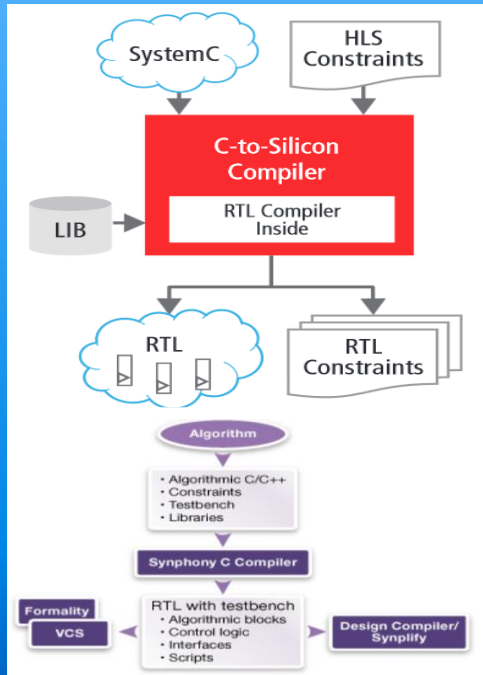 SystemC
HLS
Constraints
C-to-Silicon
Compiler
RTL Compiler
Inside
LIB
RTL
RTL
Constraints
Algorithm
• Algorithmic C/C++
• Constraints
• Testbench
• Libraries
Synphony C Compiler
Formality
VCS
RTL with testbench
• Algorithmic blocks
• Control logic
• Interfaces
• Scripts
Design Compiler/
Synplify